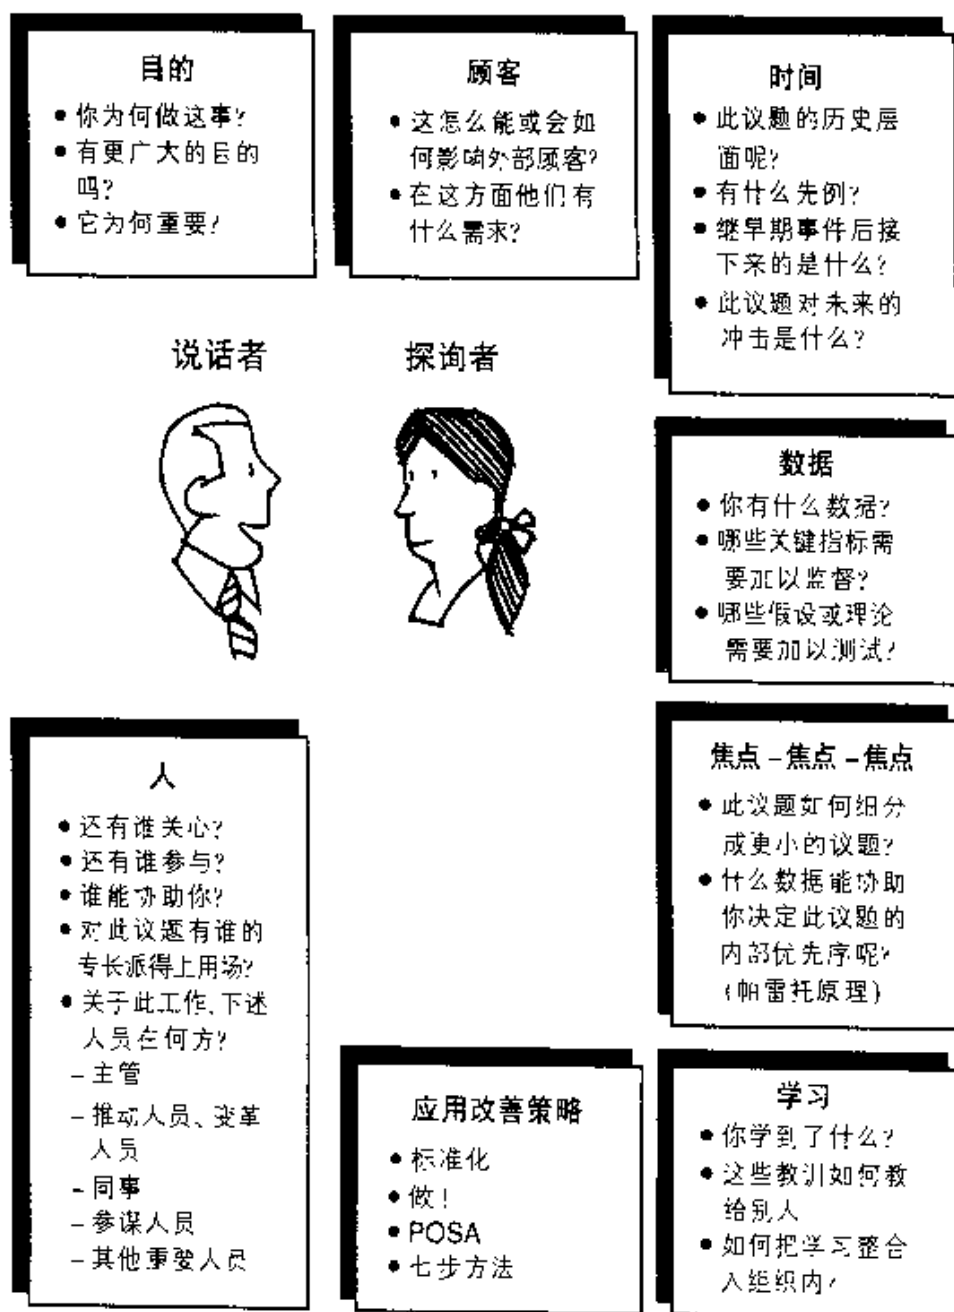 目的
● 你为何做这事?
● 有更广大的目的
吗?
● 它为何重要?
顾客
● 这怎么能或会如
何影响外部顾客?
● 在这方面他们有
什么需求?
时间
● 此议题的历史层
面呢?
● 有什么先例?
● 继早期事件后接
下来的是什么?
● 此议题对未来的
冲击是什么?
说话者
探询者
数据
● 你有什么数据?
● 哪些关键指标需
要加以监督?
● 哪些假设或理论
需要加以测试?
人
● 还有谁关心?
● 还有谁参与?
● 谁能协助你?
● 对此议题有谁的
专长派得上用场?
● 关于此工作,下述
人员在何方?
– 主管
– 推动人员、变革
人员
– 同事
– 参谋人员
– 其他重要人员
焦点–焦点–焦点
● 此议题如何细分
成更小的议题?
● 什么数据能协助
你决定此议题的
内部优先序呢?
(帕雷托原理)
应用改善策略
● 标准化
● 做!
● POSA
● 七步方法
学习
● 你学到了什么?
● 这些教训如何教
给别人
● 如何把学习整合
入组织内?